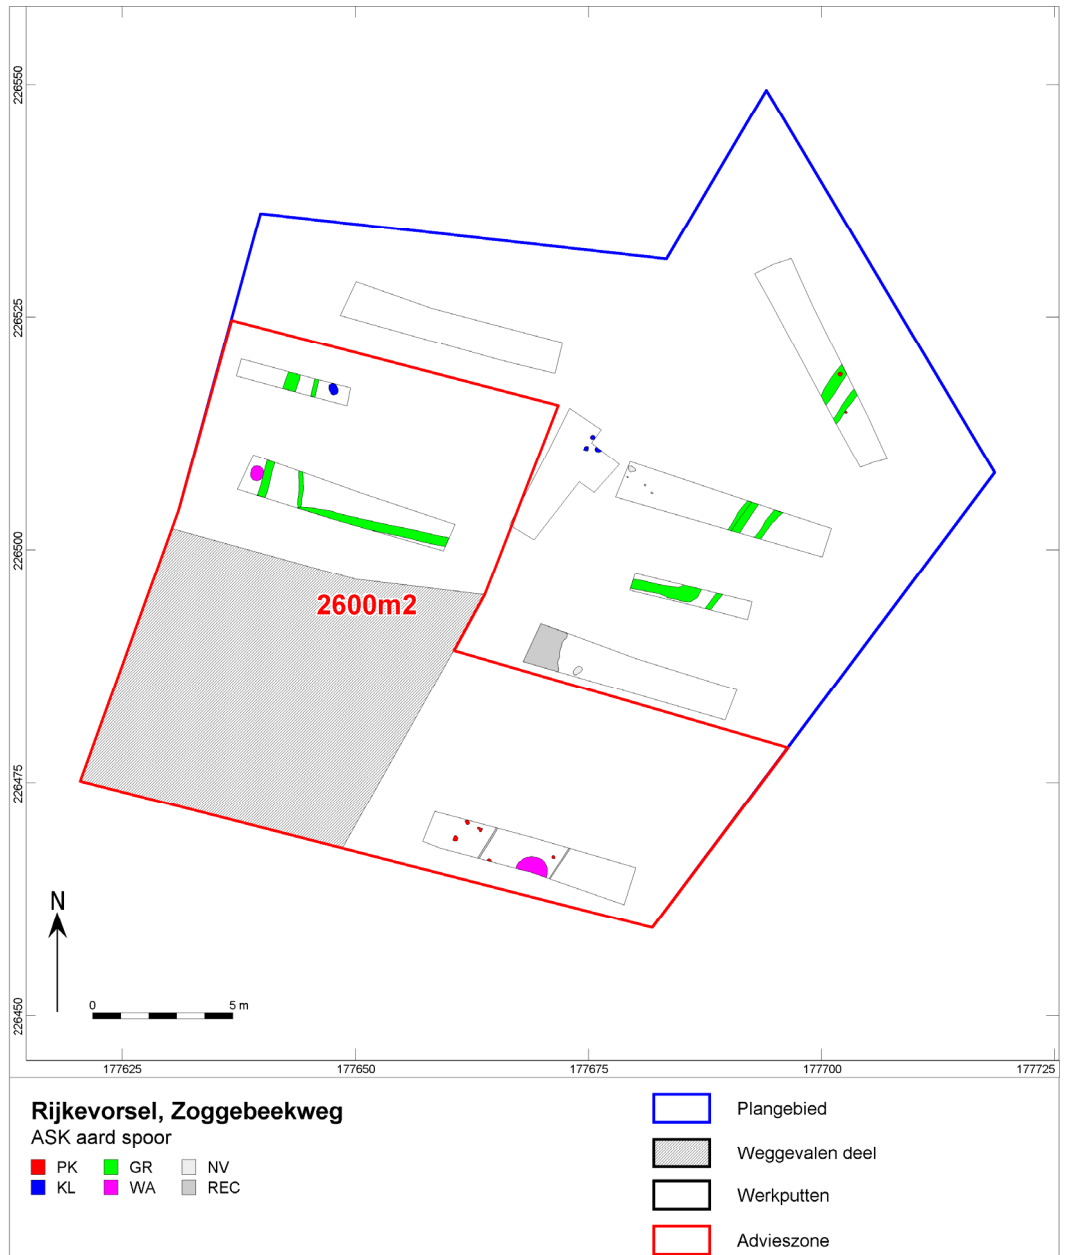 226550
226525
226500
226475
226450
2600m2
N
0 5 m
177625 177650 177675 177700 177725
Rijkevorsel, Zoggebeekweg
ASK aard spoor
PK GR NV
KL WA REC
Plangebied
Weggevalen deel
Werkputten
Advieszone